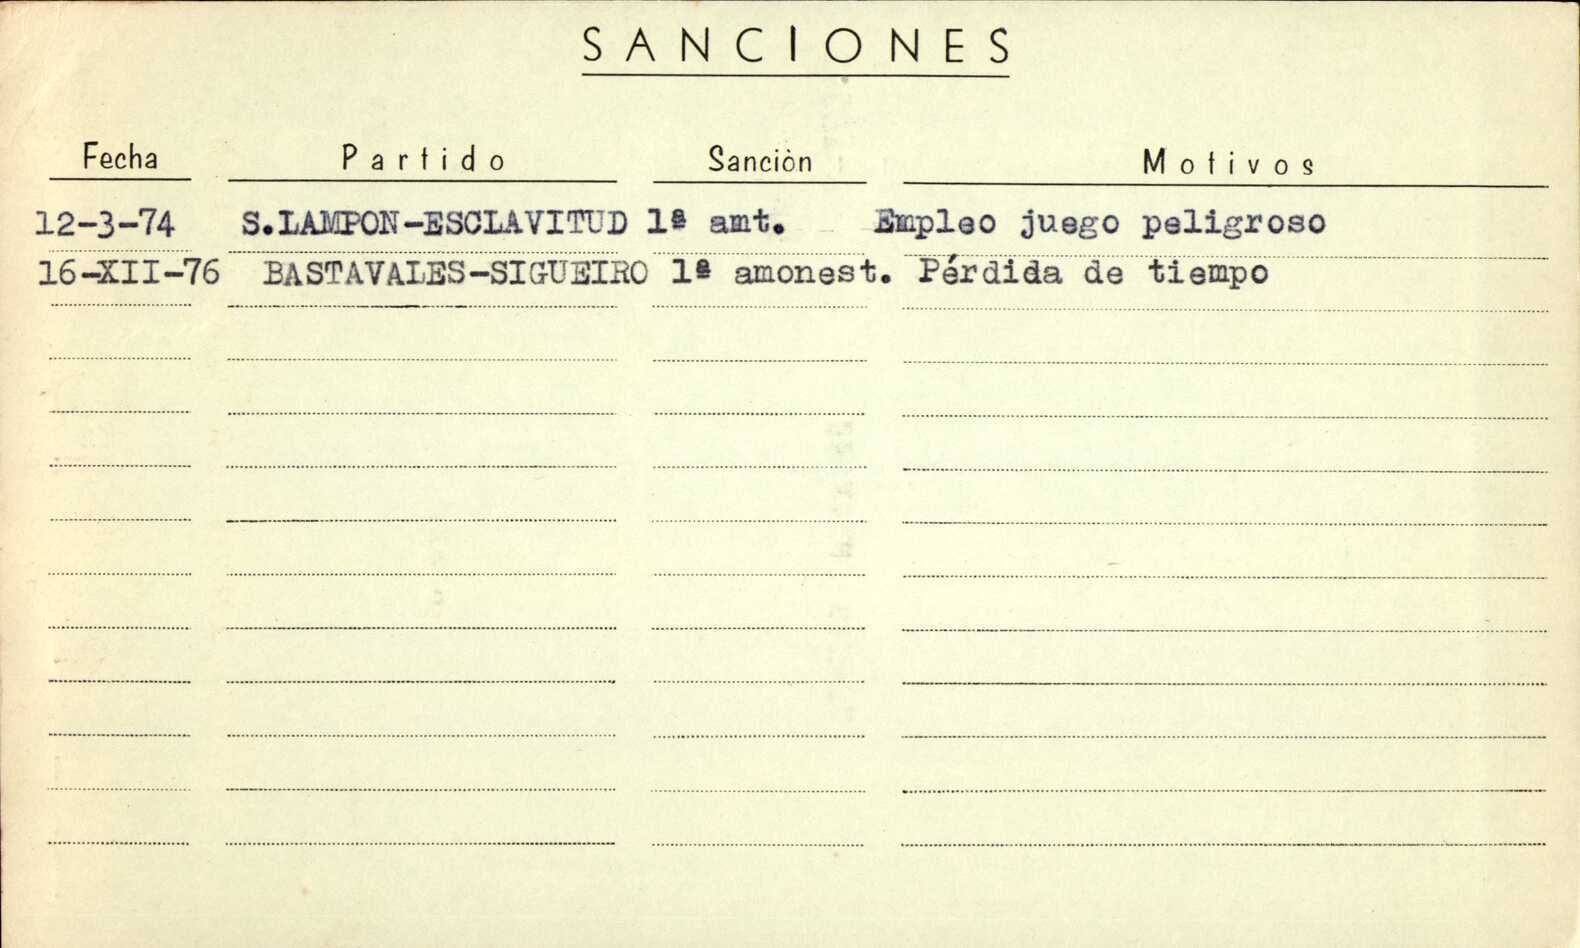 SANCIONES
Fecha Partido Sanción Motivos
12-3-74 S.LAMPON-ESCLAVITUD 1ª amt. Empleo juego peligroso
16-XII-76 BASTAVALES-SIGUEIRO 1ª amonest. Pérdida de tiempo